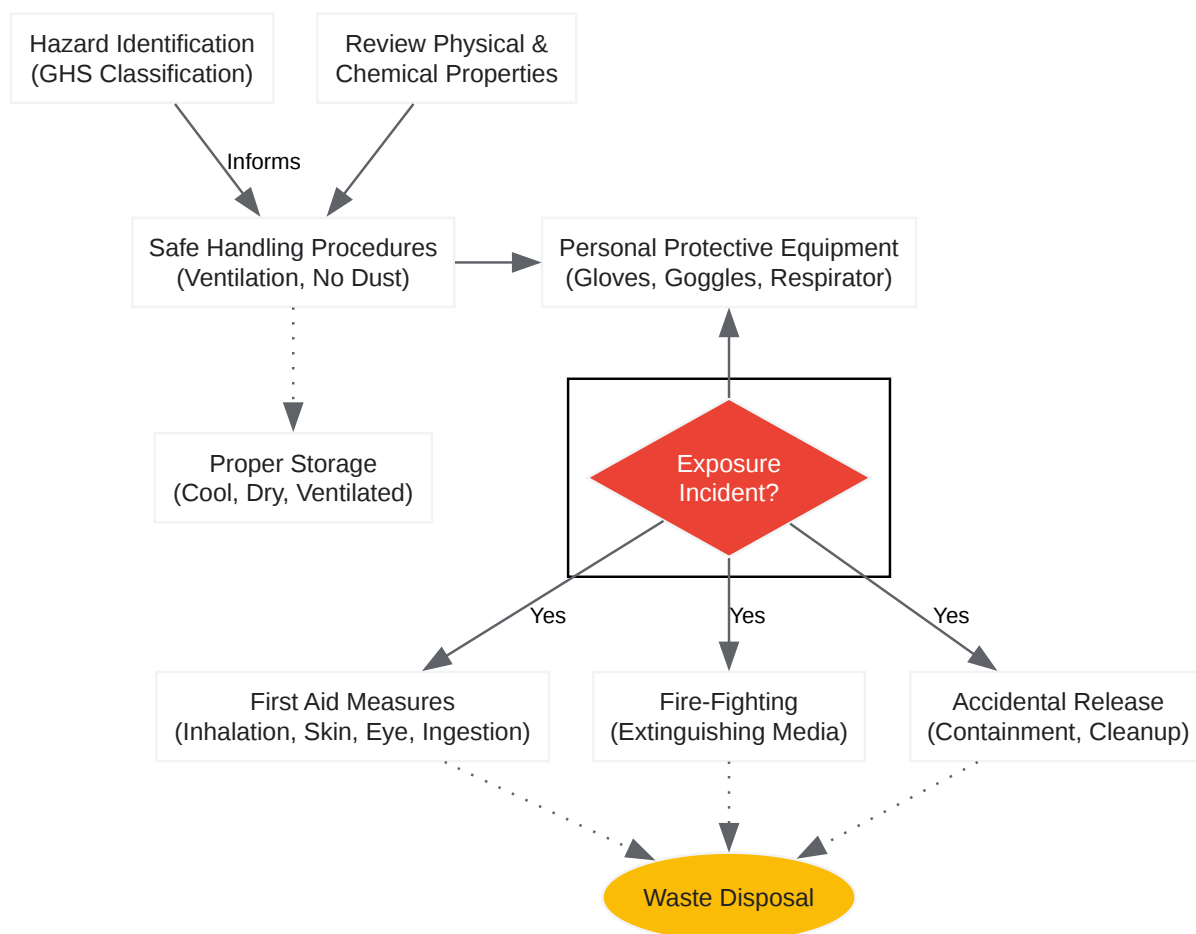 Hazard Identification
(GHS Classification)
Review Physical &
Chemical Properties
Informs
Safe Handling Procedures
(Ventilation, No Dust)
Personal Protective Equipment
(Gloves, Goggles, Respirator)
Proper Storage
(Cool, Dry, Ventilated)
Exposure
Incident?
Yes
Yes
Yes
First Aid Measures
(Inhalation, Skin, Eye, Ingestion)
Fire-Fighting
(Extinguishing Media)
Accidental Release
(Containment, Cleanup)
Waste Disposal